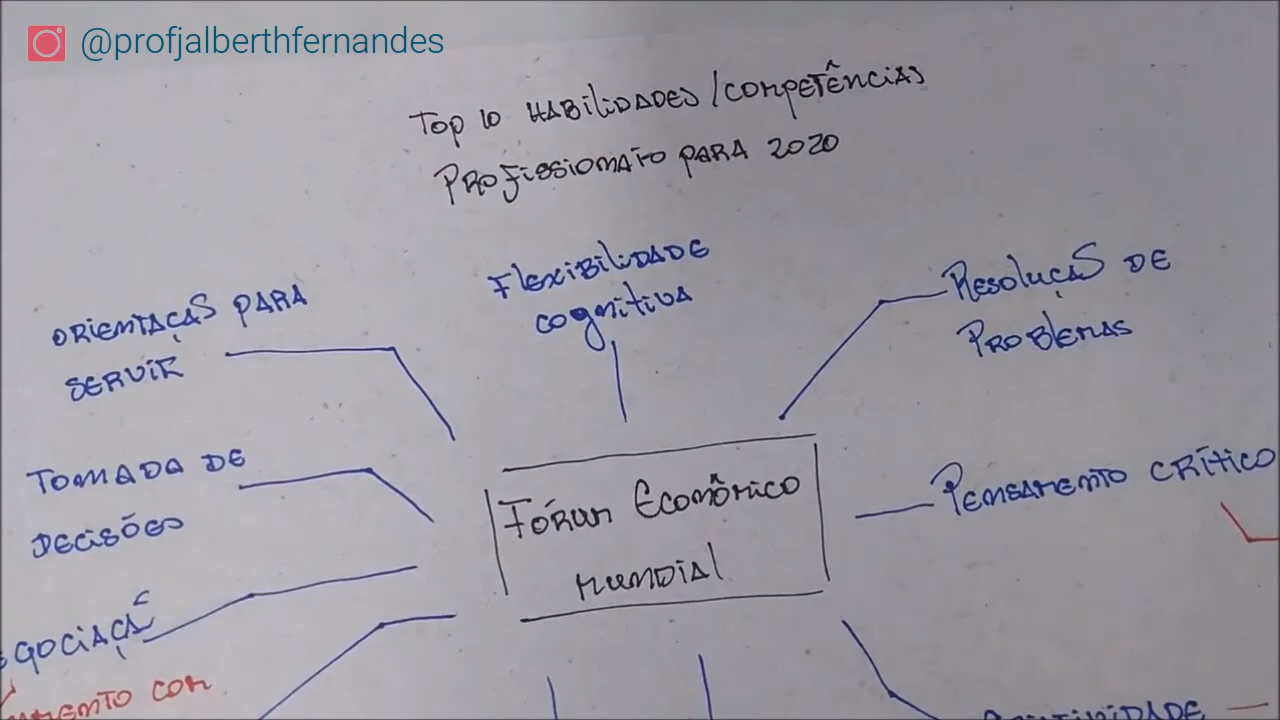 @profjalberthfernandes
Top 10 HABiliDADES / COMPETÊNCIAS
PROfissioNAis PARA 2020
FlexiBiliDADE
cognitivA
ORIENTAÇÃO PARA
SERVIR
RESOLUÇÃO DE
PROBlEMAS
TOMADA DE
DECISÕES
PENSAMENTO CRÍTICO
FÓRUM ECONÔMICO
MUNDIAl
COM